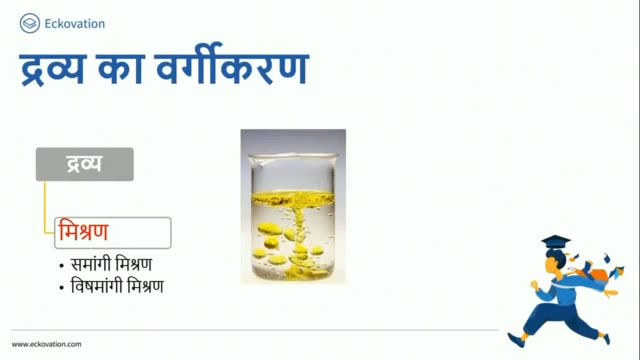 Eckovation
द्रव्य का वर्गीकरण
द्रव्य
मिश्रण
• समांगी मिश्रण
• विषमांगी मिश्रण
www.eckovation.com